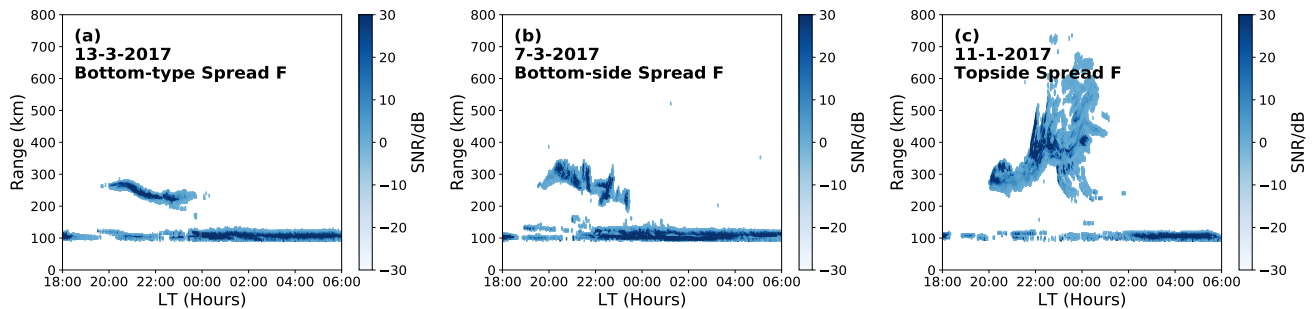 (a)
13-3-2017
Bottom-type Spread F
800
700
600
500
400
300
200
100
0
Range (km)
18:00 20:00 22:00 00:00 02:00 04:00 06:00
LT (Hours)
30
20
10
0
−10
−20
−30
SNR/dB
(b)
7-3-2017
Bottom-side Spread F
800
700
600
500
400
300
200
100
0
Range (km)
18:00 20:00 22:00 00:00 02:00 04:00 06:00
LT (Hours)
30
20
10
0
−10
−20
−30
SNR/dB
(c)
11-1-2017
Topside Spread F
800
700
600
500
400
300
200
100
0
Range (km)
18:00 20:00 22:00 00:00 02:00 04:00 06:00
LT (Hours)
30
20
10
0
−10
−20
−30
SNR/dB